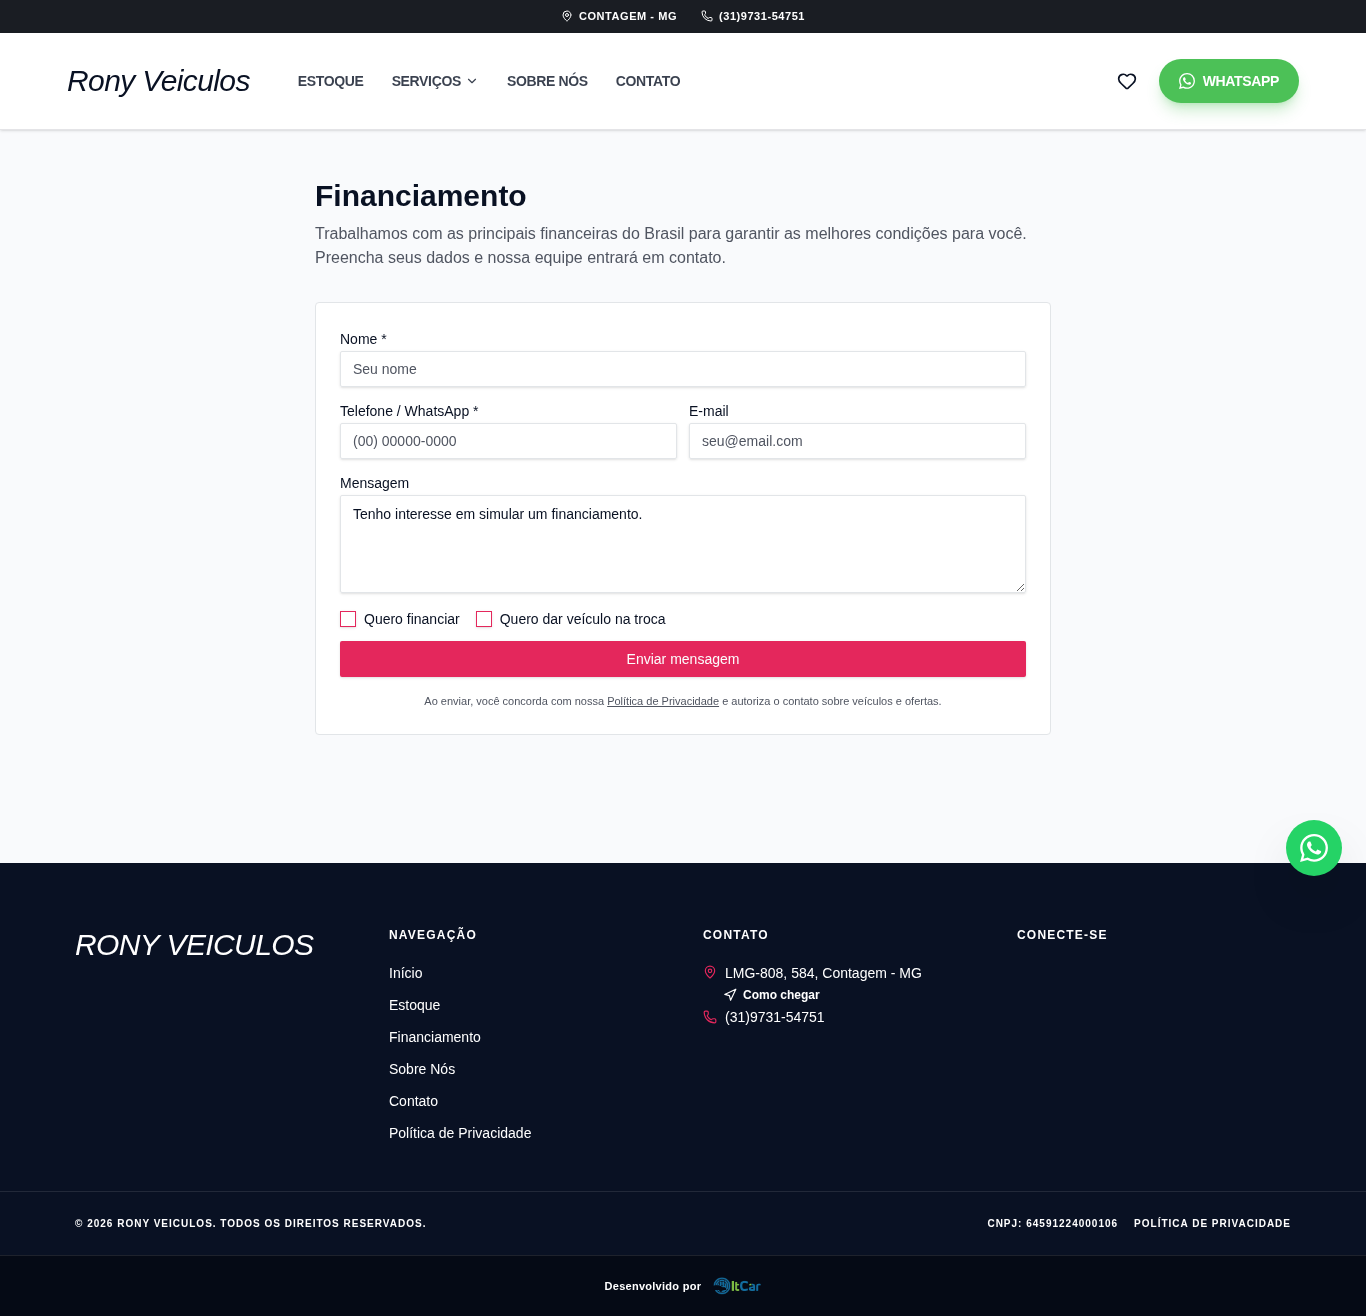 CONTAGEM - MG
(31)9731-54751
Rony Veiculos
ESTOQUE
SERVIÇOS
SOBRE NÓS
CONTATO
WHATSAPP
Financiamento
Trabalhamos com as principais financeiras do Brasil para garantir as melhores condições para você.
Preencha seus dados e nossa equipe entrará em contato.
Nome *
Seu nome
Telefone / WhatsApp *
E-mail
(00) 00000-0000
seu@email.com
Mensagem
Tenho interesse em simular um financiamento.
Quero financiar
Quero dar veículo na troca
Enviar mensagem
Ao enviar, você concorda com nossa Política de Privacidade e autoriza o contato sobre veículos e ofertas.
RONY VEICULOS
NAVEGAÇÃO
Início
Estoque
Financiamento
Sobre Nós
Contato
Política de Privacidade
CONTATO
LMG-808, 584, Contagem - MG
Como chegar
(31)9731-54751
CONECTE-SE
© 2026 RONY VEICULOS. TODOS OS DIREITOS RESERVADOS.
CNPJ: 64591224000106
POLÍTICA DE PRIVACIDADE
Desenvolvido por
ItCar